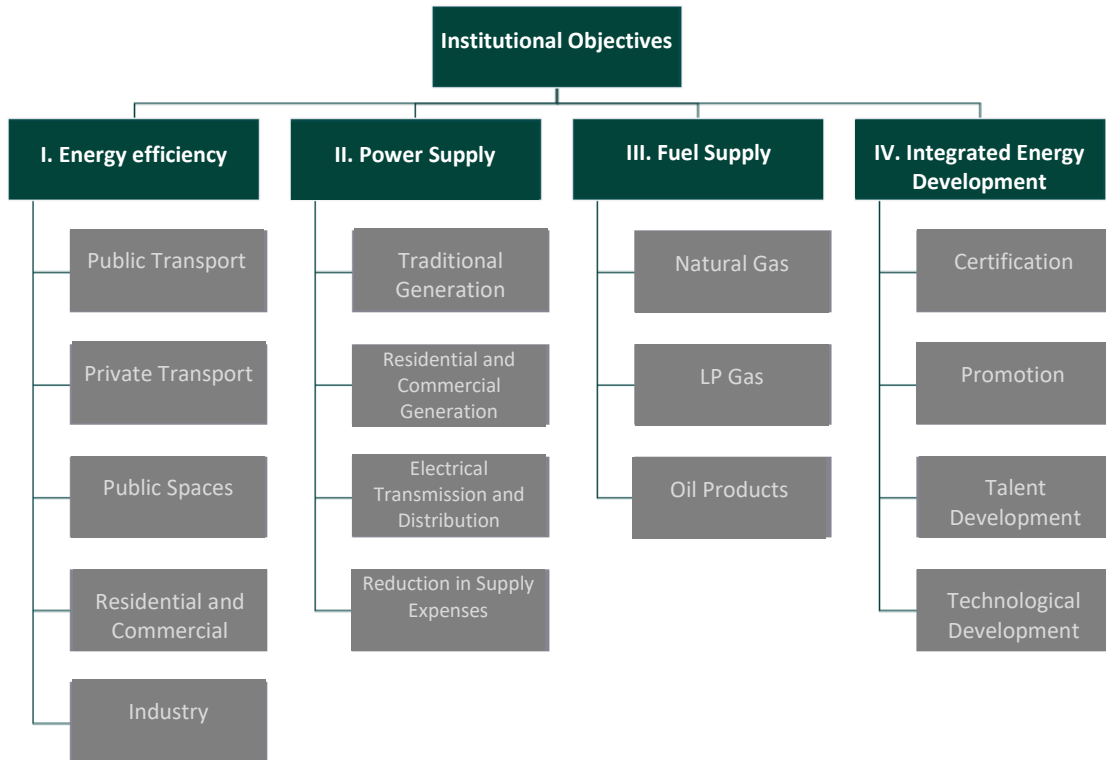 Institutional Objectives
I. Energy efficiency
Public Transport
Private Transport
Public Spaces
Residential and
Commercial
Industry
II. Power Supply
Traditional
Generation
Residential and
Commercial
Generation
Electrical
Transmission and
Distribution
Reduction in Supply
Expenses
III. Fuel Supply
Natural Gas
LP Gas
Oil Products
IV. Integrated Energy
Development
Certification
Promotion
Talent
Development
Technological
Development